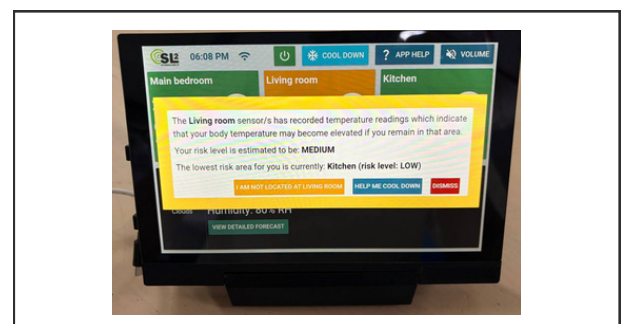 SL2 06:08 PM COOL DOWN ? APP HELP VOLUME
Main bedroom Living room Kitchen
The Living room sensor/s has recorded temperature readings which indicate
that your body temperature may become elevated if you remain in that area.
Your risk level is estimated to be: MEDIUM
The lowest risk area for you is currently: Kitchen (risk level: LOW)
I AM NOT LOCATED AT LIVING ROOM HELP ME COOL DOWN DISMISS
Clouds Humidity: 80% RH
VIEW DETAILED FORECAST